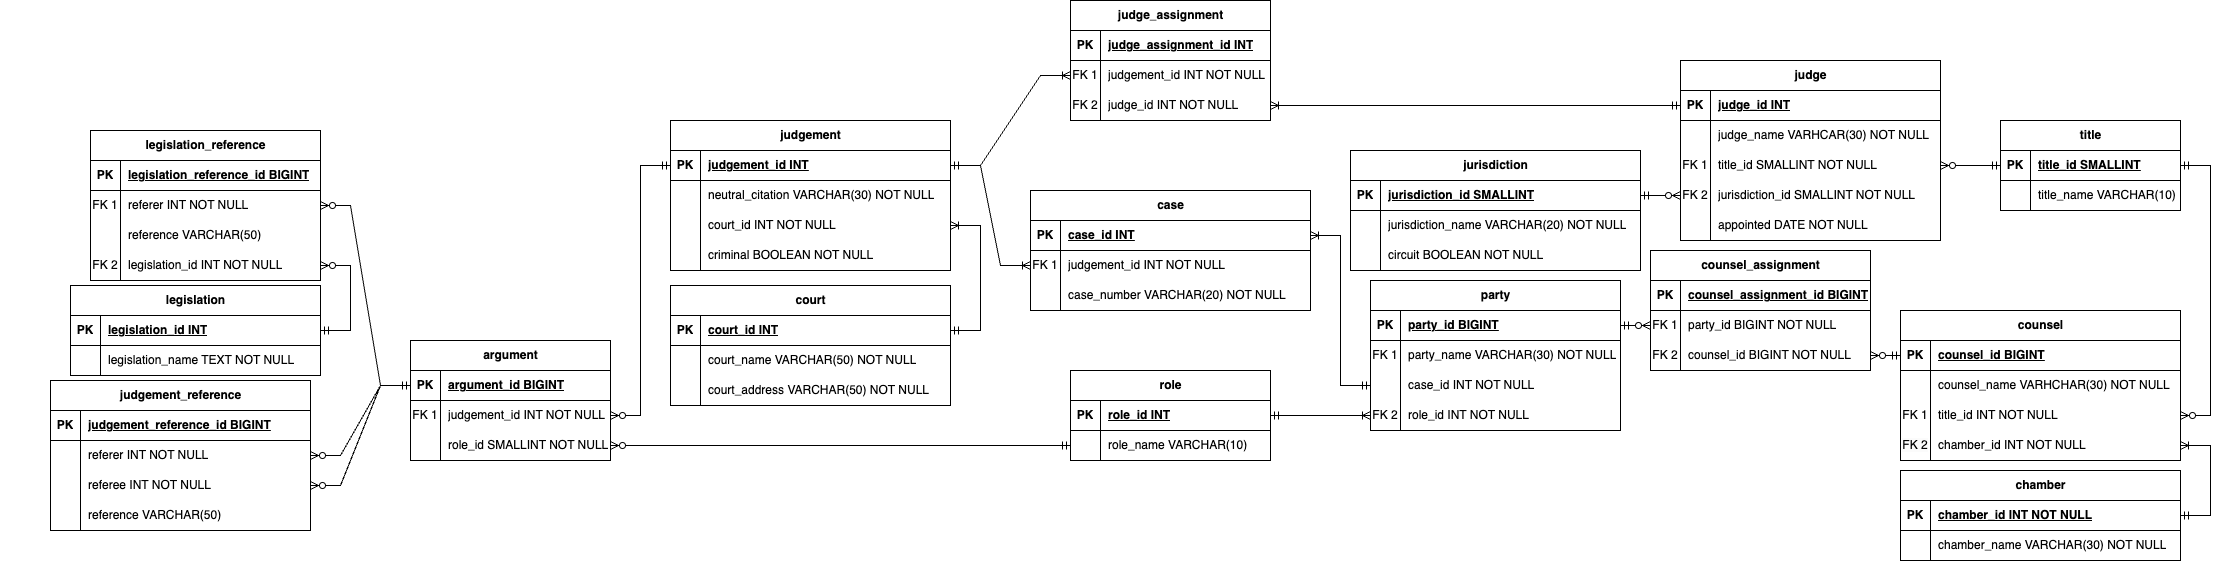 judge_assignment
PK judge_assignment_id INT
FK 1 judgement_id INT NOT NULL
FK 2 judge_id INT NOT NULL
judge
PK judge_id INT
judge_name VARHCAR(30) NOT NULL
FK 1 title_id SMALLINT NOT NULL
FK 2 jurisdiction_id SMALLINT NOT NULL
appointed DATE NOT NULL
title
PK title_id SMALLINT
title_name VARCHAR(10)
judgement
PK judgement_id INT
neutral_citation VARCHAR(30) NOT NULL
court_id INT NOT NULL
criminal BOOLEAN NOT NULL
legislation_reference
PK legislation_reference_id BIGINT
FK 1 referer INT NOT NULL
reference VARCHAR(50)
FK 2 legislation_id INT NOT NULL
jurisdiction
PK jurisdiction_id SMALLINT
jurisdiction_name VARCHAR(20) NOT NULL
circuit BOOLEAN NOT NULL
case
PK case_id INT
FK 1 judgement_id INT NOT NULL
case_number VARCHAR(20) NOT NULL
counsel_assignment
PK counsel_assignment_id BIGINT
FK 1 party_id BIGINT NOT NULL
FK 2 counsel_id BIGINT NOT NULL
legislation
PK legislation_id INT
legislation_name TEXT NOT NULL
court
PK court_id INT
court_name VARCHAR(50) NOT NULL
court_address VARCHAR(50) NOT NULL
party
PK party_id BIGINT
FK 1 party_name VARCHAR(30) NOT NULL
case_id INT NOT NULL
FK 2 role_id INT NOT NULL
counsel
PK counsel_id BIGINT
counsel_name VARHCHAR(30) NOT NULL
FK 1 title_id INT NOT NULL
FK 2 chamber_id INT NOT NULL
argument
PK argument_id BIGINT
FK 1 judgement_id INT NOT NULL
role_id SMALLINT NOT NULL
role
PK role_id INT
role_name VARCHAR(10)
judgement_reference
PK judgement_reference_id BIGINT
referer INT NOT NULL
referee INT NOT NULL
reference VARCHAR(50)
chamber
PK chamber_id INT NOT NULL
chamber_name VARCHAR(30) NOT NULL